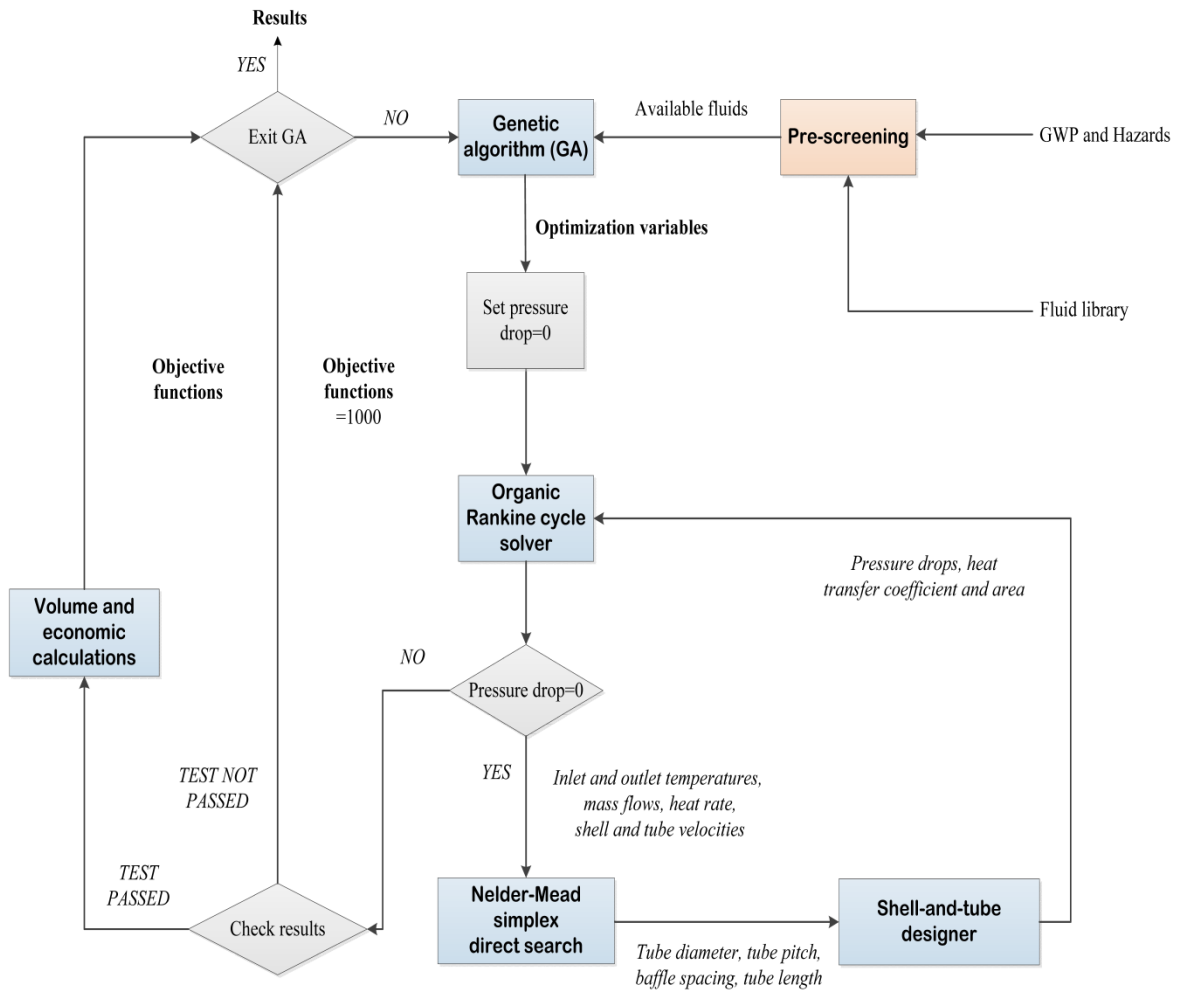 Results
YES
Exit GA
NO
Genetic
algorithm (GA)
Available fluids
Pre-screening
GWP and Hazards
Optimization variables
Set pressure
drop=0
Fluid library
Objective
functions
Objective
functions
=1000
Organic
Rankine cycle
solver
Pressure drops, heat
transfer coefficient and area
Volume and
economic
calculations
NO
Pressure drop=0
YES
Inlet and outlet temperatures,
mass flows, heat rate,
shell and tube velocities
TEST NOT
PASSED
TEST
PASSED
Check results
Nelder-Mead
simplex
direct search
Tube diameter, tube pitch,
baffle spacing, tube length
Shell-and-tube
designer